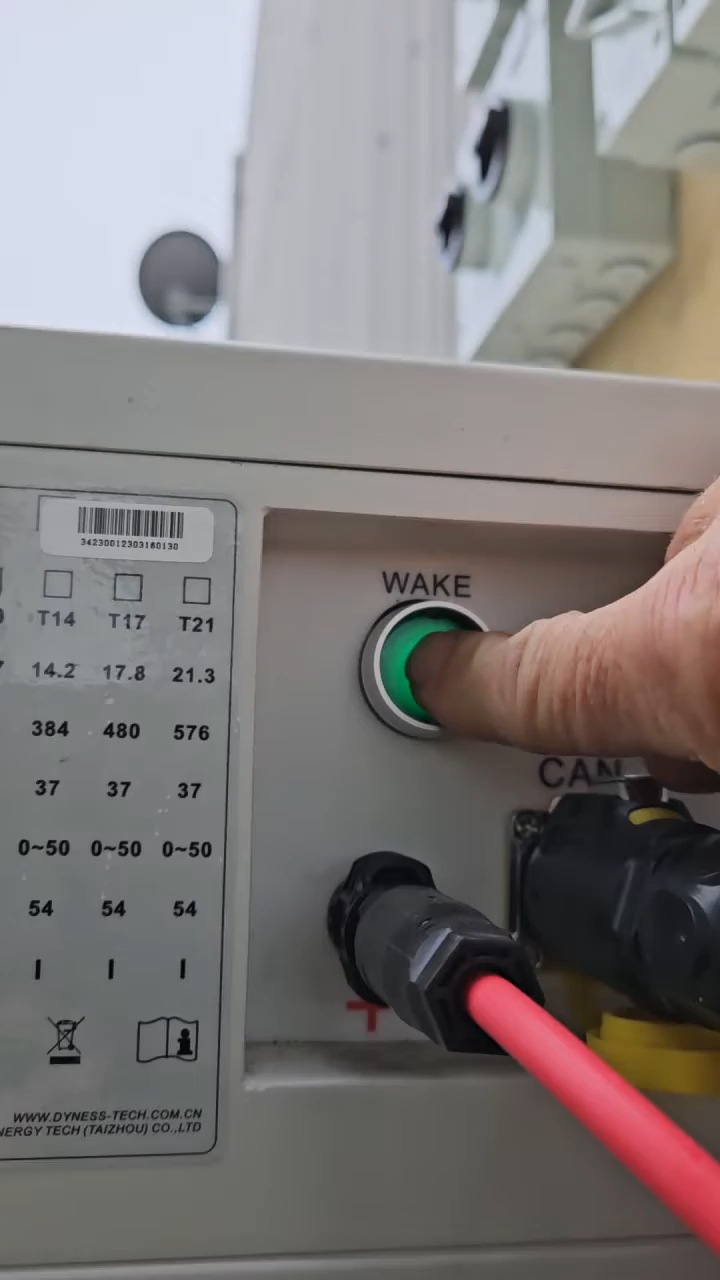 34230012303160130
WAKE
T14 T17 T21
14.2 17.8 21.3
384 480 576
CAN
37 37 37
0~50 0~50 0~50
54 54 54
I I I
WWW.DYNESS-TECH.COM.CN
NERGY TECH (TAIZHOU) CO.,LTD